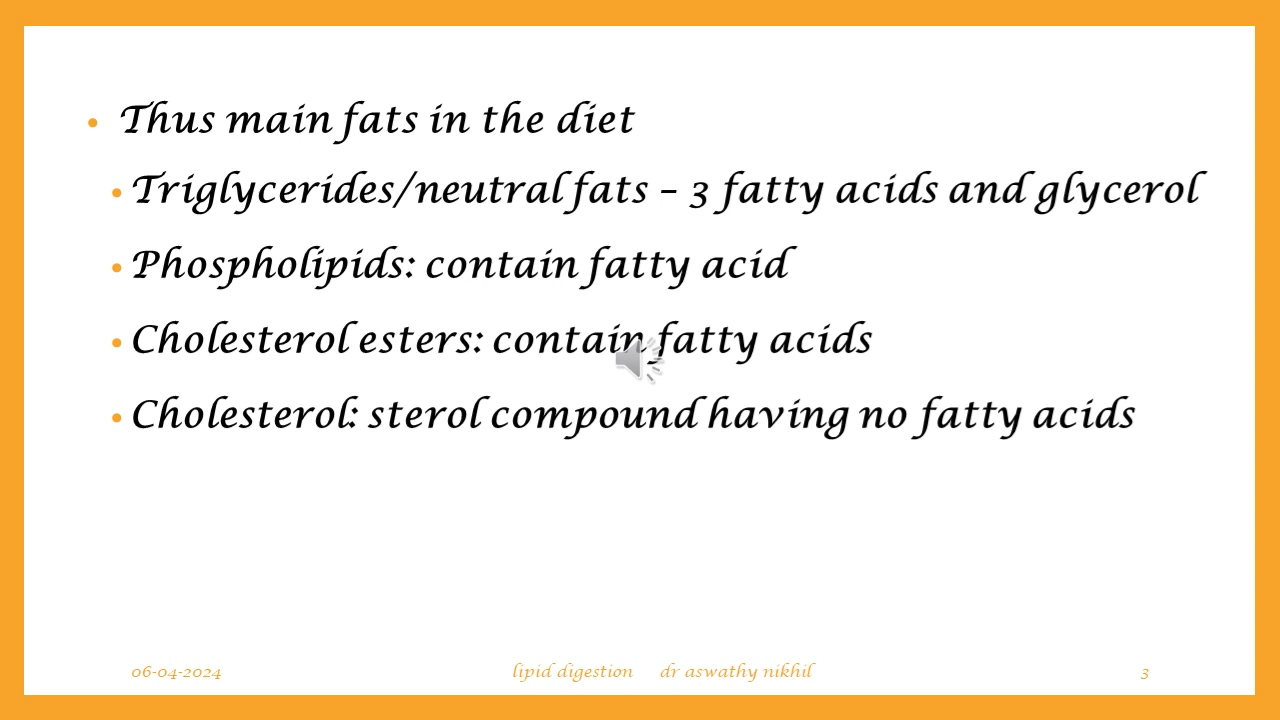 • Thus main fats in the diet
• Triglycerides/neutral fats – 3 fatty acids and glycerol
• Phospholipids: contain fatty acid
• Cholesterol esters: contain fatty acids
• Cholesterol: sterol compound having no fatty acids
06-04-2024 lipid digestion dr aswathy nikhil 3